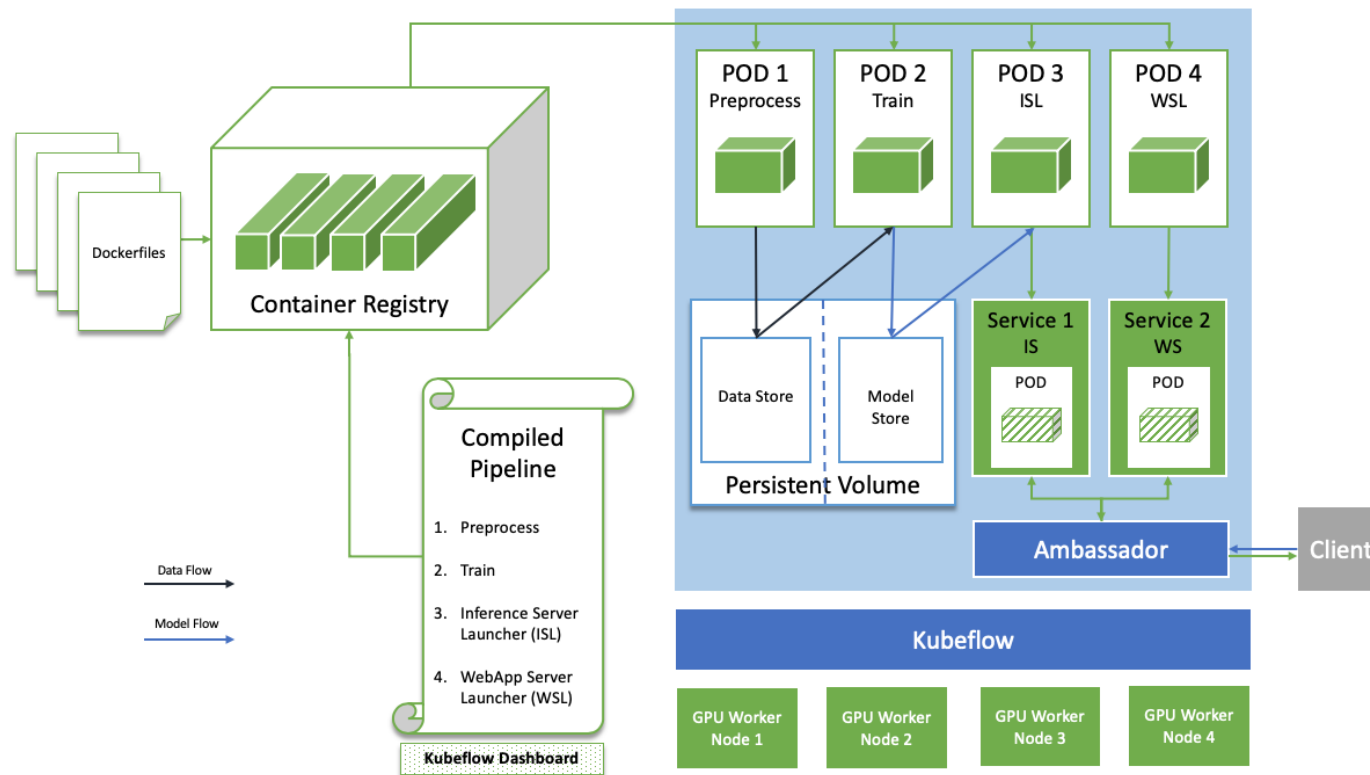 POD 1
Preprocess
POD 2
Train
POD 3
ISL
POD 4
WSL
Dockerfiles
Container Registry
Service 1
IS
POD
Service 2
WS
POD
Data Store
Model
Store
Persistent Volume
Compiled
Pipeline
1. Preprocess
2. Train
3. Inference Server
Launcher (ISL)
4. WebApp Server
Launcher (WSL)
Kubeflow Dashboard
Data Flow
Model Flow
Ambassador
Client
Kubeflow
GPU Worker
Node 1
GPU Worker
Node 2
GPU Worker
Node 3
GPU Worker
Node 4